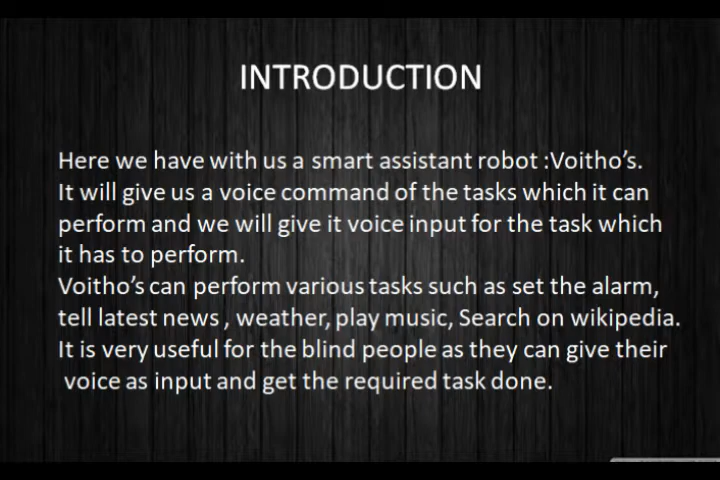 INTRODUCTION
Here we have with us a smart assistant robot :Voitho's.
It will give us a voice command of the tasks which it can
perform and we will give it voice input for the task which
it has to perform.
Voitho's can perform various tasks such as set the alarm,
tell latest news , weather, play music, Search on wikipedia.
It is very useful for the blind people as they can give their
voice as input and get the required task done.